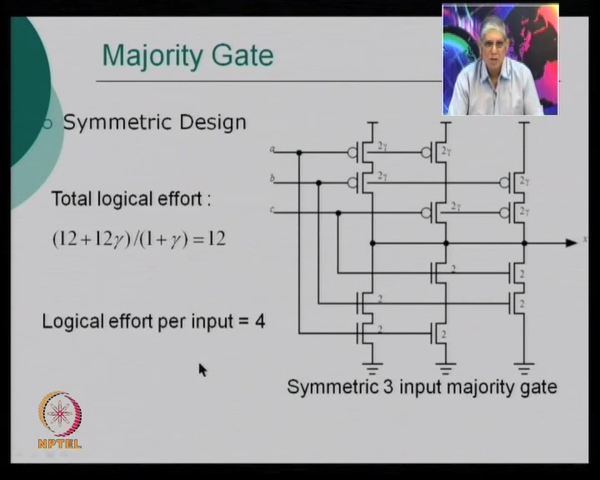 Majority Gate
Symmetric Design
Total logical effort :
(12+12γ)/(1+γ) = 12
Logical effort per input = 4
a
b
c
2γ
2γ
2γ
2γ
2γ
2γ
x
2
2
2
2
2
2
Symmetric 3 input majority gate
NPTEL